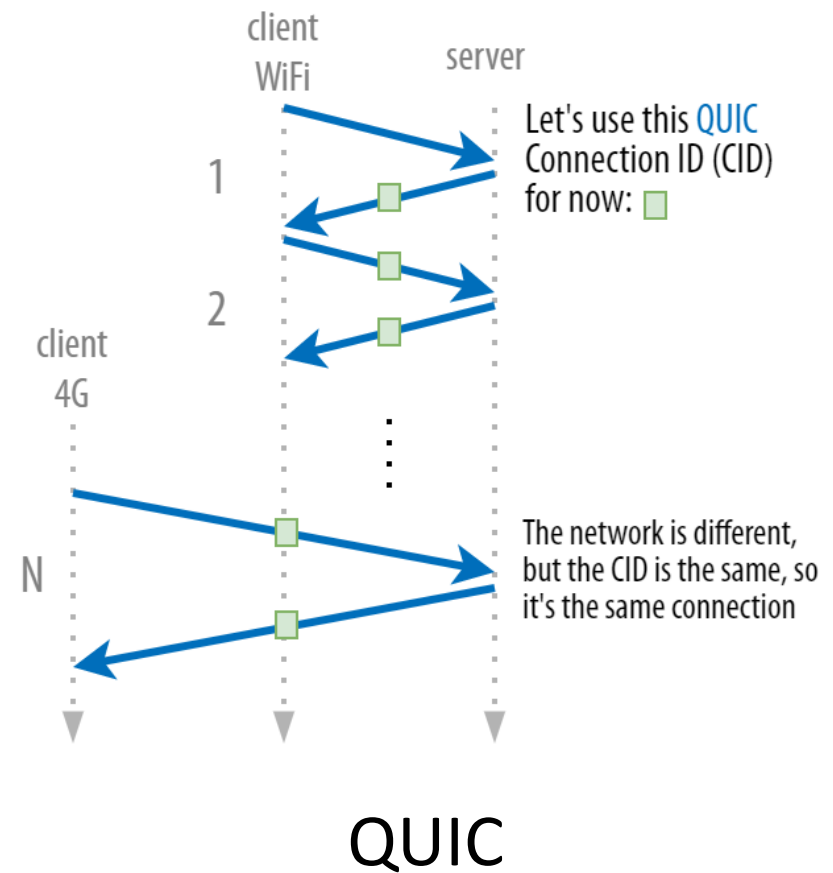 client
WiFi
server
Let's use this QUIC
Connection ID (CID)
for now:
1
2
client
4G
N
The network is different,
but the CID is the same, so
it's the same connection
QUIC